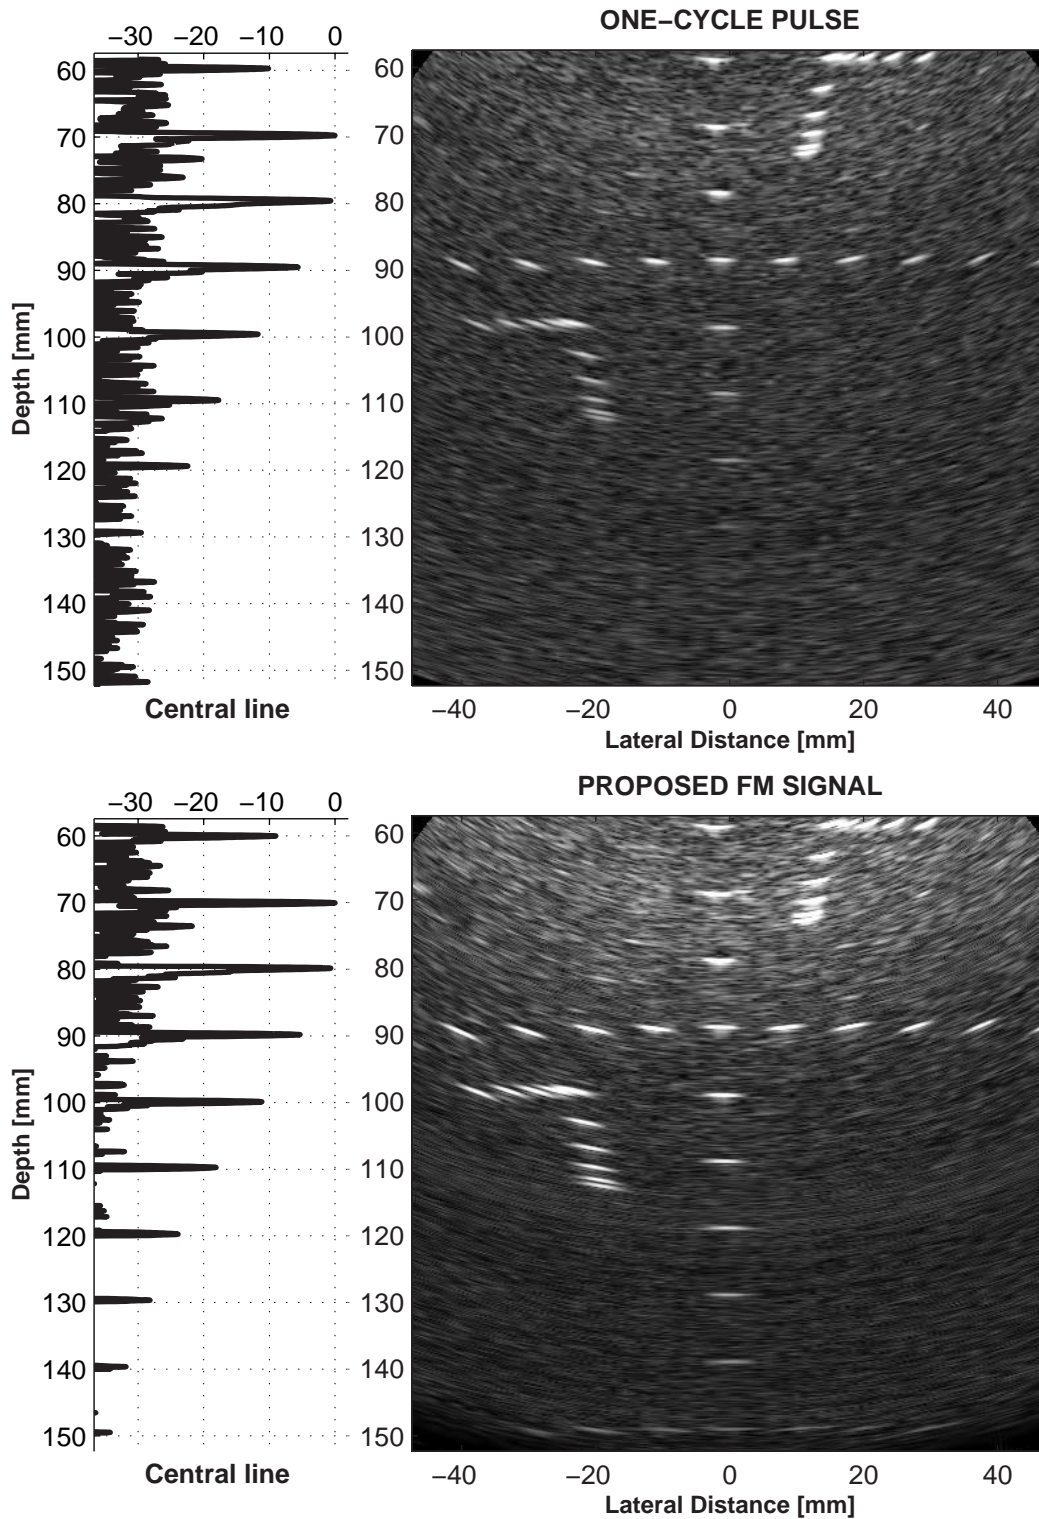 ONE−CYCLE PULSE
−30 −20 −10 0
60 60
70 70
80 80
90 90
100 100
110 110
120 120
130 130
140 140
150 150
Depth [mm]
Central line
−40 −20 0 20 40
Lateral Distance [mm]
PROPOSED FM SIGNAL
−30 −20 −10 0
60 60
70 70
80 80
90 90
100 100
110 110
120 120
130 130
140 140
150 150
Depth [mm]
Central line
−40 −20 0 20 40
Lateral Distance [mm]